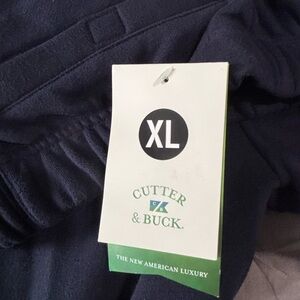 XL
CUTTER
& BUCK.
THE NEW AMERICAN LUXURY